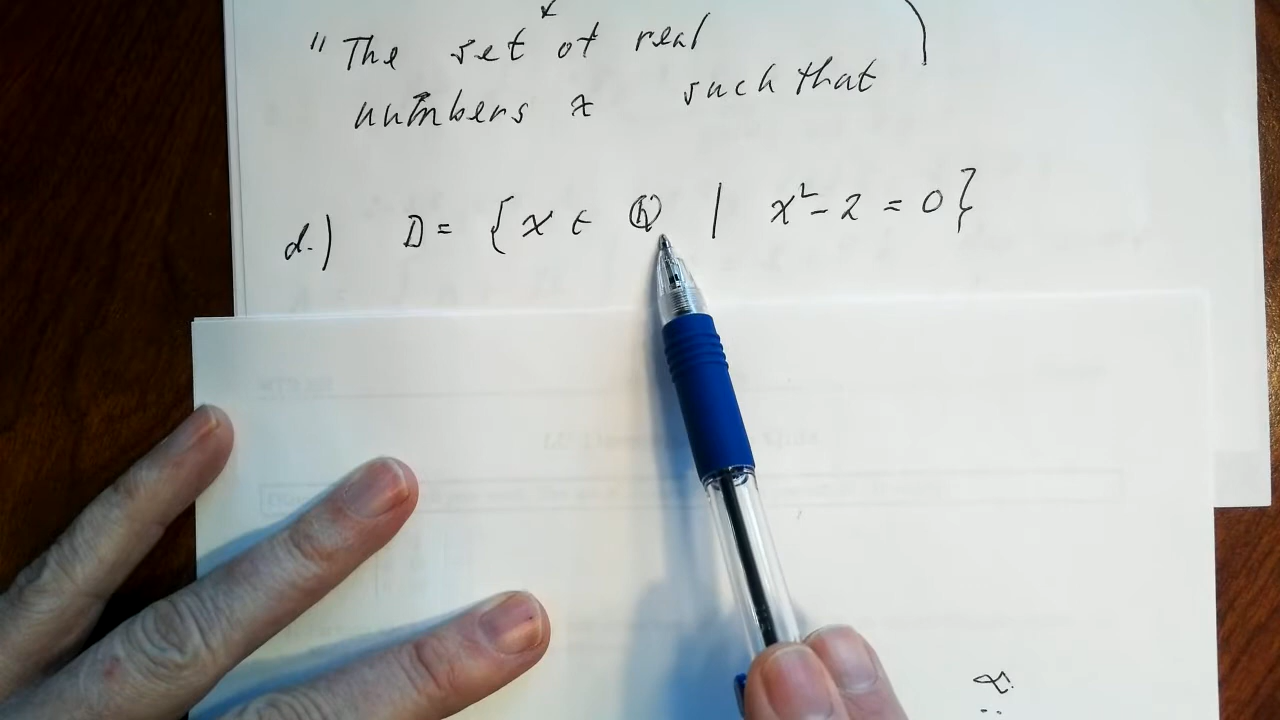 " The set of real
numbers x such that
d.) D = { x ∈ ℚ | x² - 2 = 0 }